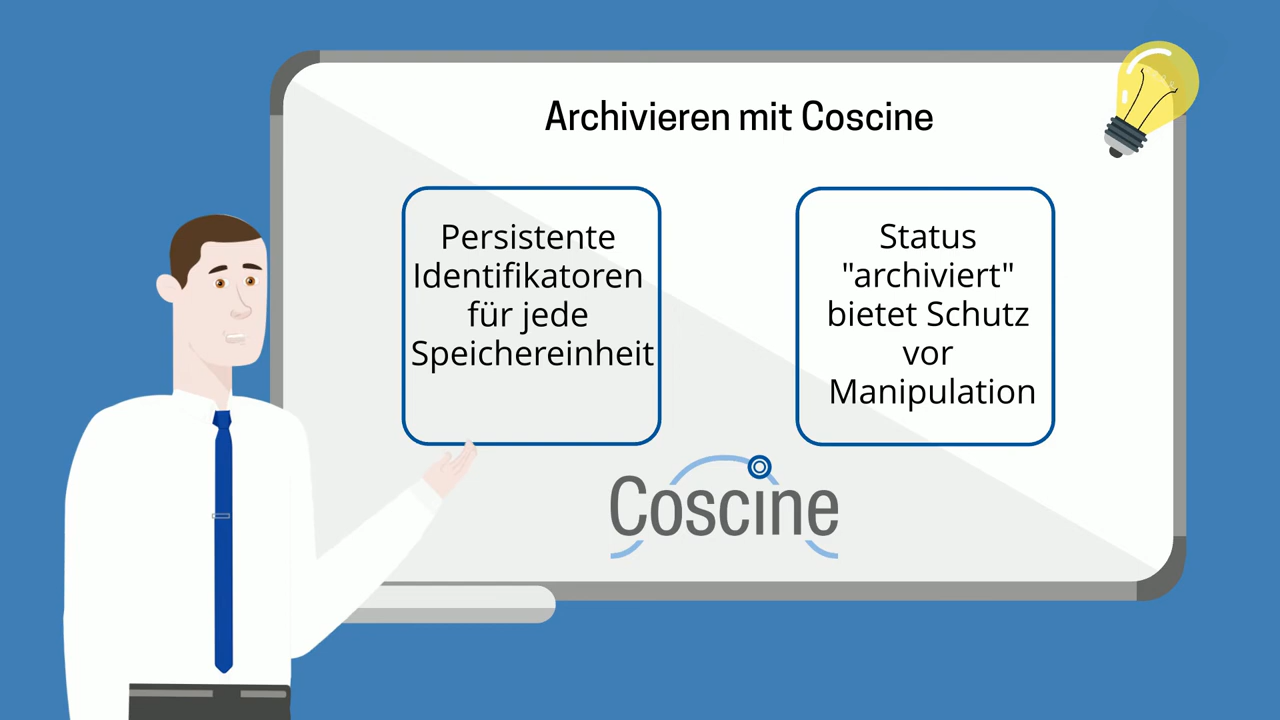 Archivieren mit Coscine
Persistente
Identifikatoren
für jede
Speichereinheit
Status
"archiviert"
bietet Schutz
vor
Manipulation
Coscine